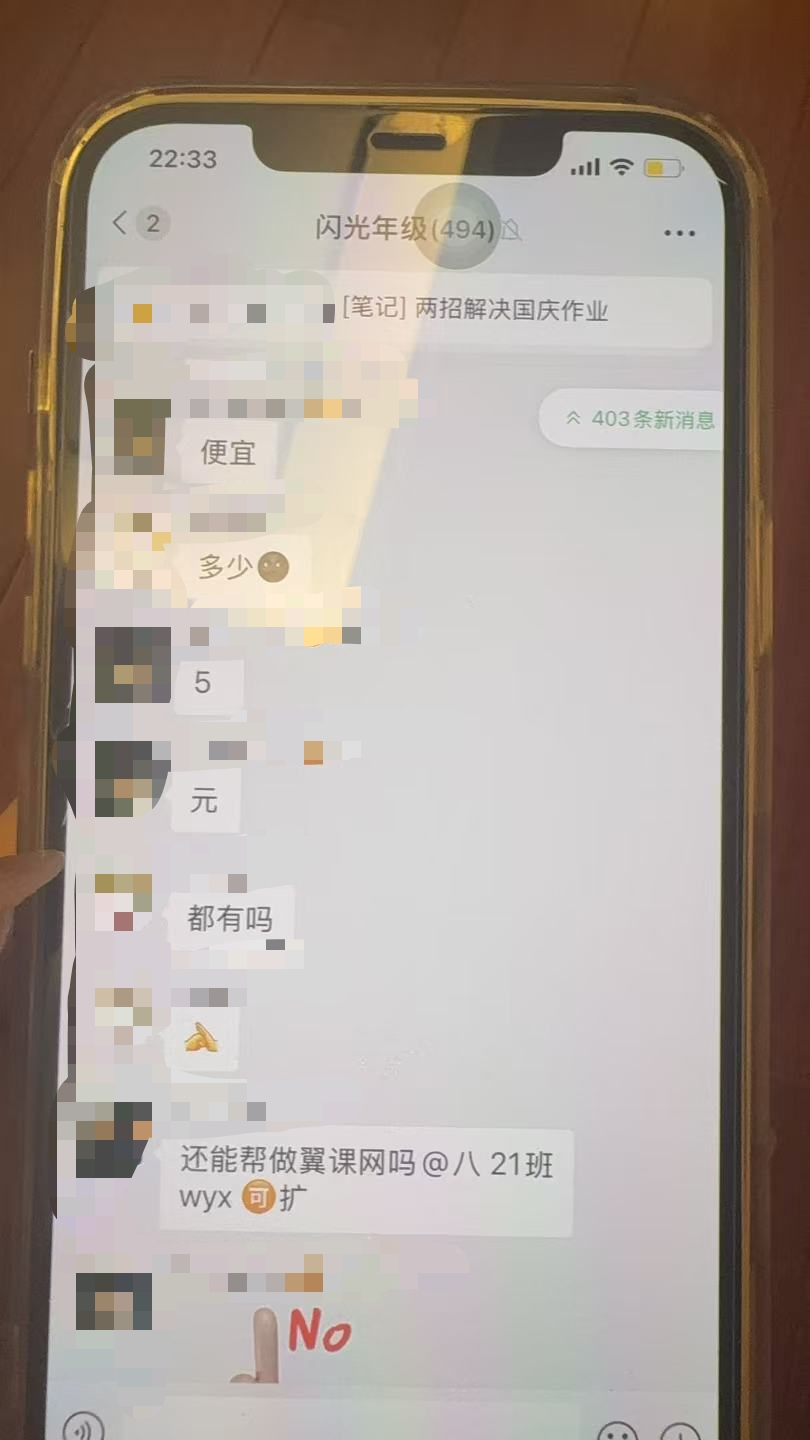 22:33
2
闪光年级(494)
[笔记] 两招解决国庆作业
403条新消息
便宜
多少
5
元
都有吗
还能帮做翼课网吗@八 21班
wyx 可扩
No